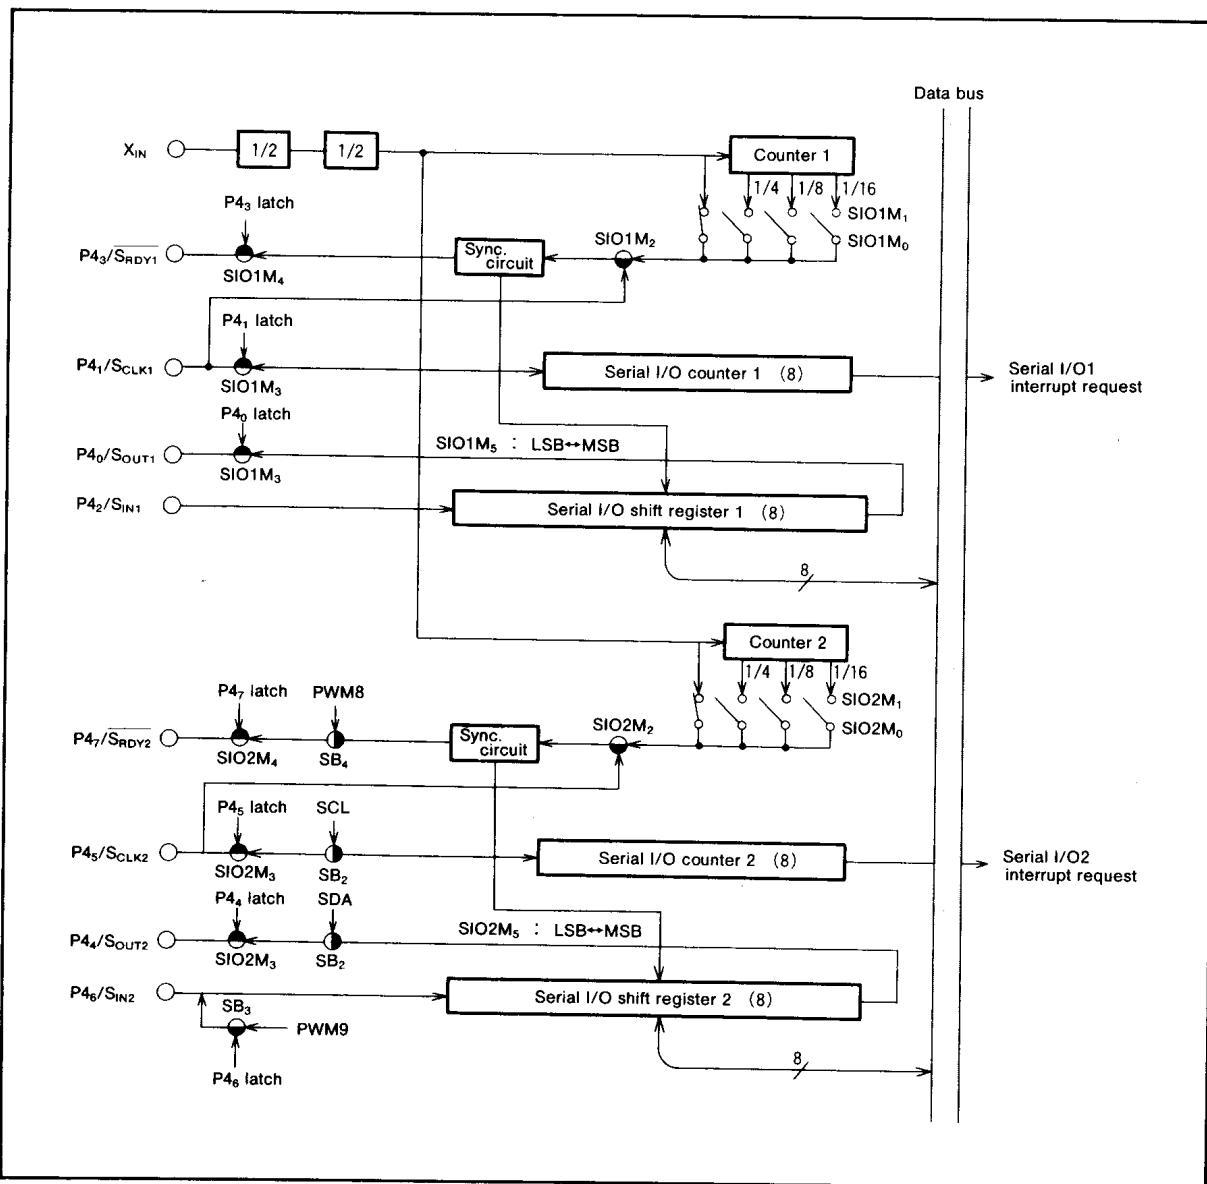 Data bus
XIN 1/2 1/2 Counter 1
1/4 1/8 1/16
P43 latch SIO1M1
SIO1M2 SIO1M0
P43/SRDY1 Sync. circuit
SIO1M4
P41 latch
P41/SCLK1 Serial I/O counter 1 (8) Serial I/O1 interrupt request
SIO1M3
P40 latch
SIO1M5 : LSB↔MSB
P40/SOUT1
SIO1M3
P42/SIN1 Serial I/O shift register 1 (8)
8
Counter 2
1/4 1/8 1/16
P47 latch PWM8 SIO2M1
SIO2M2 SIO2M0
P47/SRDY2 Sync. circuit
SIO2M4 SB4
P45 latch SCL
P45/SCLK2 Serial I/O counter 2 (8) Serial I/O2 interrupt request
SIO2M3 SB2
P44 latch SDA
SIO2M5 : LSB↔MSB
P44/SOUT2
SIO2M3 SB2
P46/SIN2 Serial I/O shift register 2 (8)
SB3
PWM9
8
P46 latch